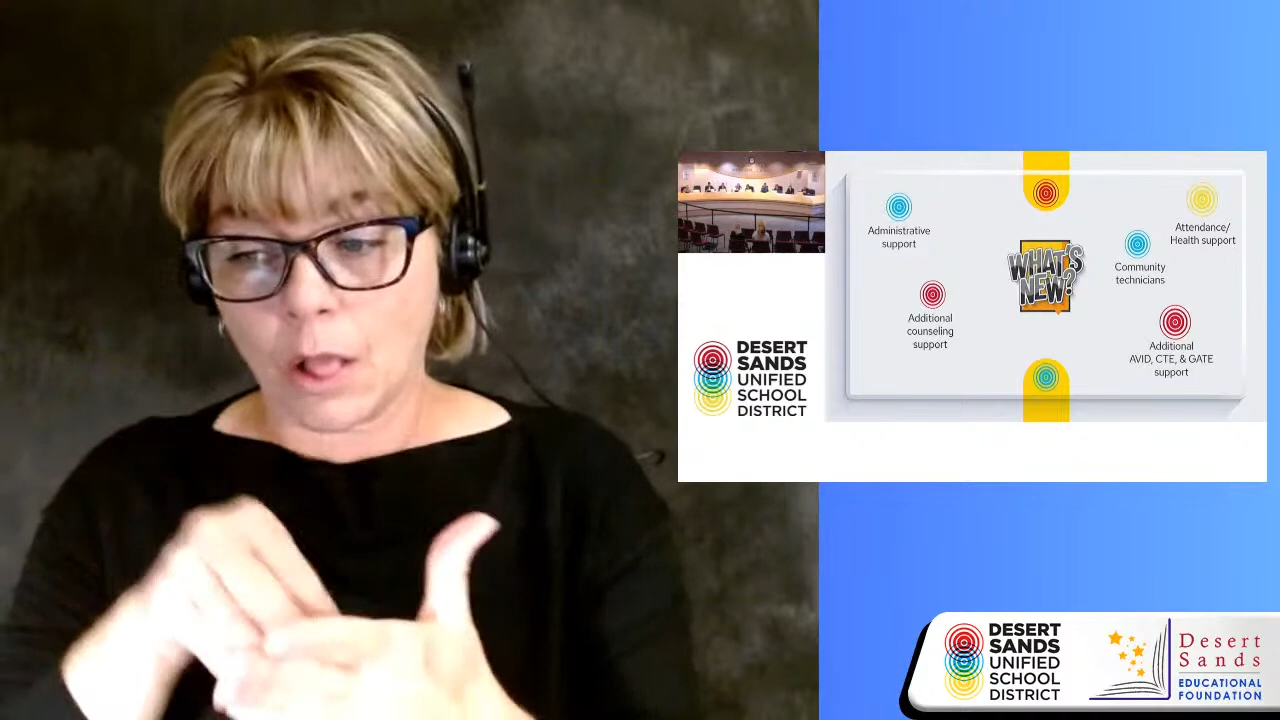 Administrative
support
Additional
counseling
support
WHAT'S
NEW?
Attendance/
Health support
Community
technicians
Additional
AVID, CTE, & GATE
support
DESERT
SANDS
UNIFIED
SCHOOL
DISTRICT
DESERT
SANDS
UNIFIED
SCHOOL
DISTRICT
Desert
Sands
EDUCATIONAL
FOUNDATION